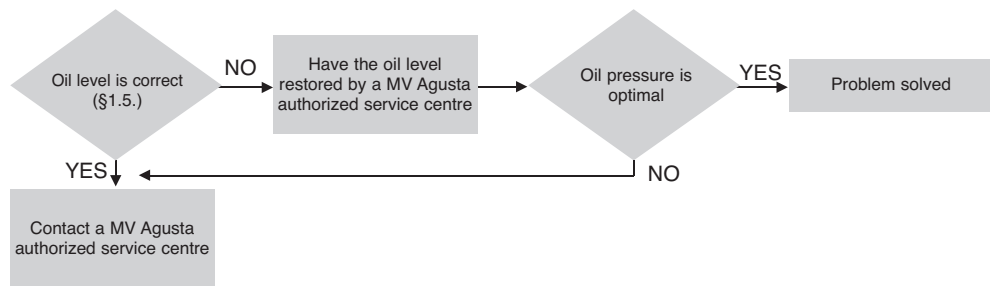 Oil level is correct
(§1.5.)
NO
Have the oil level
restored by a MV Agusta
authorized service centre
Oil pressure is
optimal
YES
Problem solved
YES
NO
Contact a MV Agusta
authorized service centre